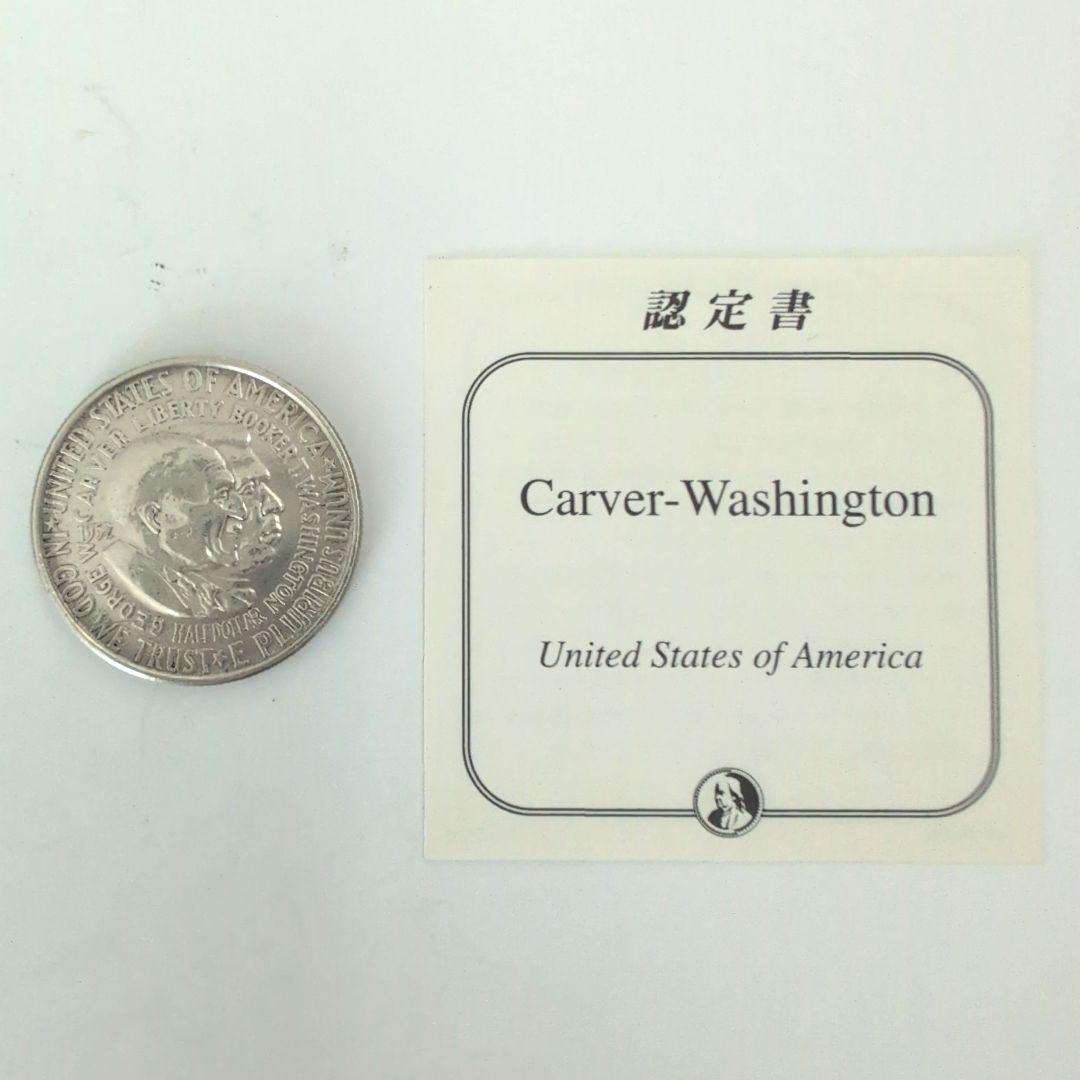 ★UNITED STATES OF AMERICA★
IN GOD WE TRUST★E PLURIBUS UNUM
GEORGE W. CARVER LIBERTY BOOKER T. WASHINGTON
HALF DOLLAR
認定書
Carver-Washington
United States of America